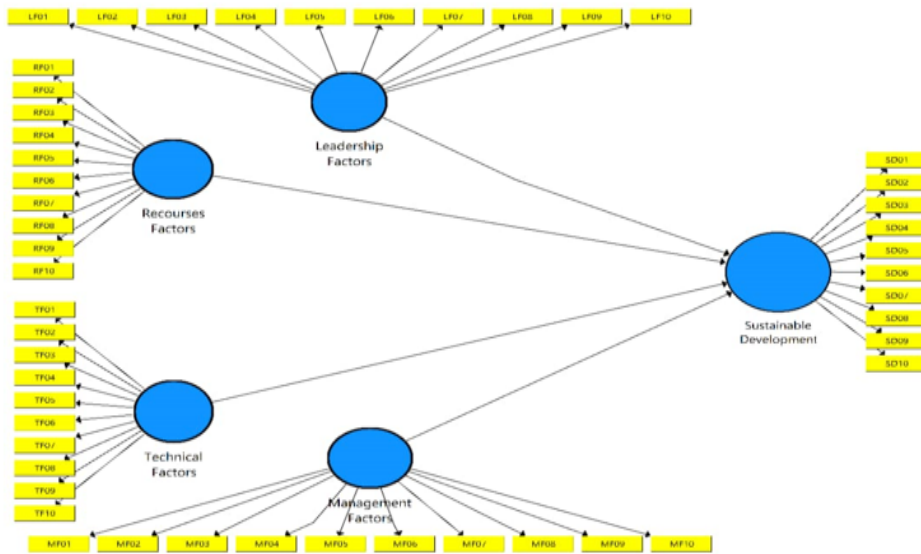 LF01 LF02 LF03 LF04 LF05 LF06 LF07 LF08 LF09 LF10
Leadership
Factors
RF01
RF02
RF03
RF04
RF05
RF06
RF07
RF08
RF09
RF10
Recourses
Factors
SD01
SD02
SD03
SD04
SD05
SD06
SD07
SD08
SD09
SD10
Sustainable
Development
TF01
TF02
TF03
TF04
TF05
TF06
TF07
TF08
TF09
TF10
Technical
Factors
Management
Factors
MF01 MF02 MF03 MF04 MF05 MF06 MF07 MF08 MF09 MF10